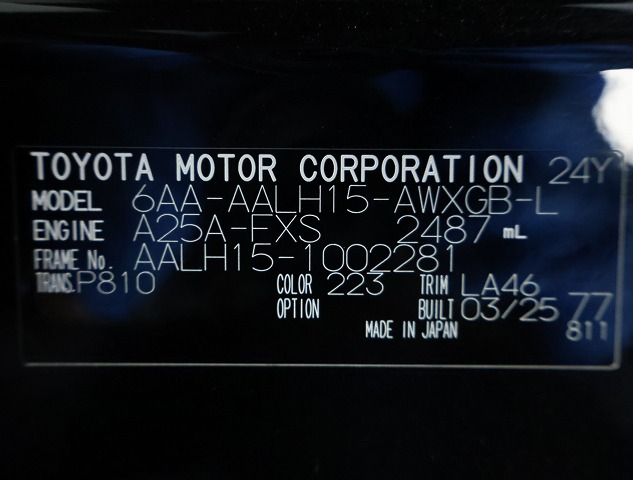 TOYOTA MOTOR CORPORATION 24Y
MODEL 6AA-AALH15-AWXGB-L
ENGINE A25A-FXS 2487 mL
FRAME No. AALH15-1002281
TRANS. P810 COLOR 223 TRIM LA46
OPTION BUILT 03/25 77
MADE IN JAPAN 811